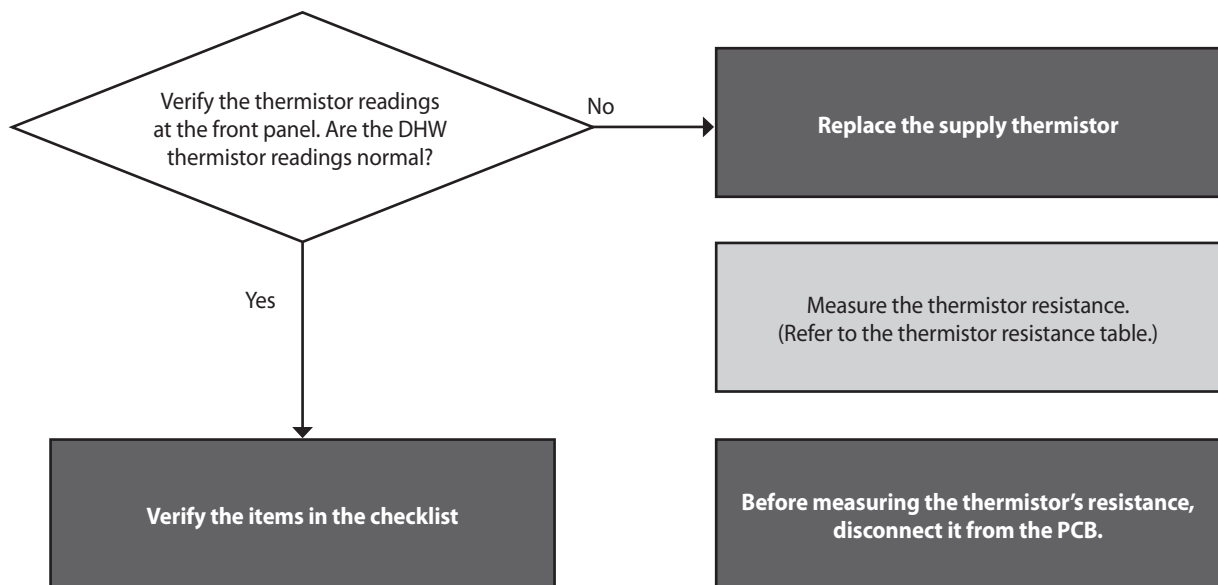 Verify the thermistor readings
at the front panel. Are the DHW
thermistor readings normal?
No
Replace the supply thermistor
Yes
Measure the thermistor resistance.
(Refer to the thermistor resistance table.)
Verify the items in the checklist
Before measuring the thermistor’s resistance,
disconnect it from the PCB.